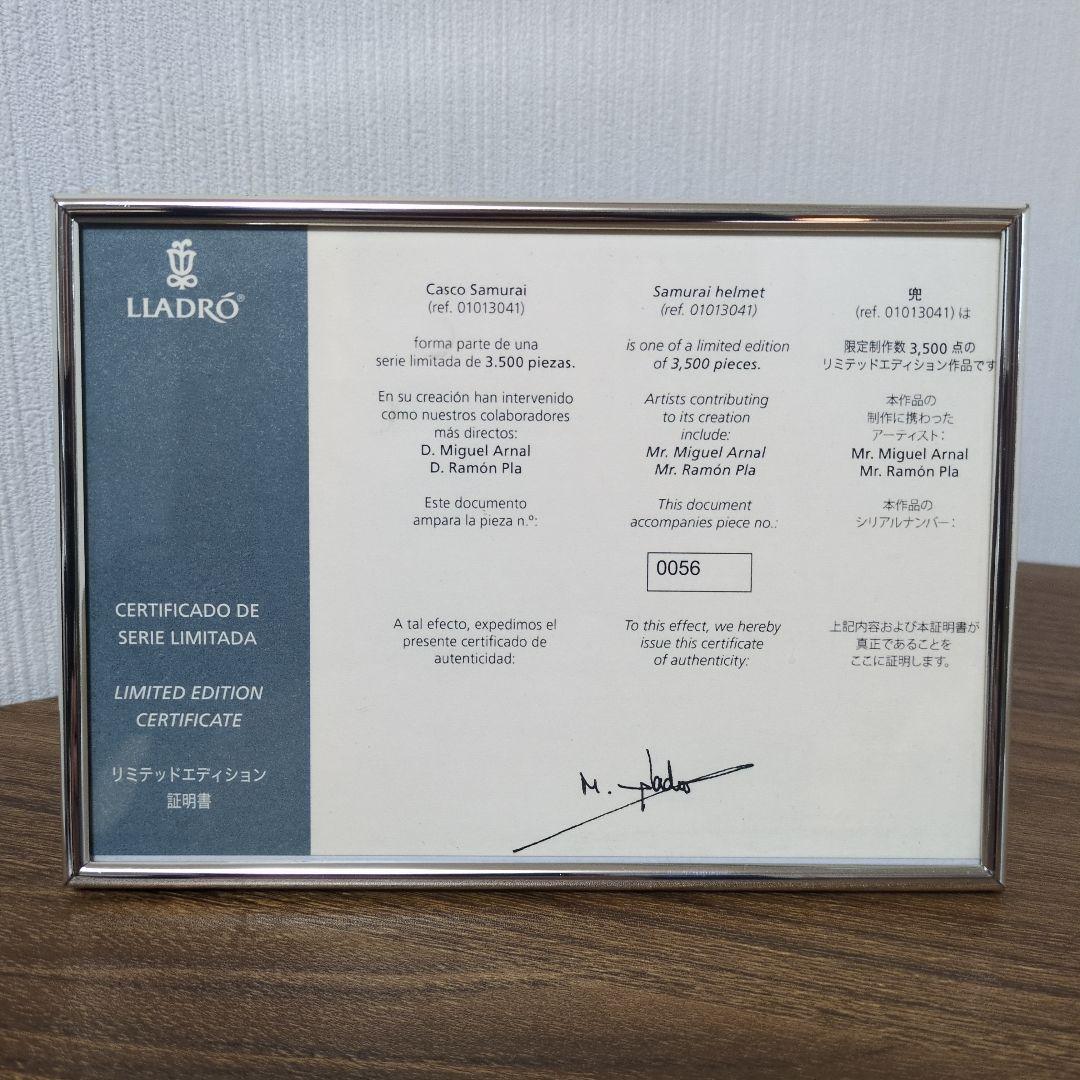 LLADRÓ®
CERTIFICADO DE
SERIE LIMITADA
LIMITED EDITION
CERTIFICATE
リミテッドエディション
証明書
Casco Samurai
(ref. 01013041)
forma parte de una
serie limitada de 3.500 piezas.
En su creación han intervenido
como nuestros colaboradores
más directos:
D. Miguel Arnal
D. Ramón Pla
Este documento
ampara la pieza n.º:
A tal efecto, expedimos el
presente certificado de
autenticidad:
Samurai helmet
(ref. 01013041)
is one of a limited edition
of 3,500 pieces.
Artists contributing
to its creation
include:
Mr. Miguel Arnal
Mr. Ramón Pla
This document
accompanies piece no.:
0056
To this effect, we hereby
issue this certificate
of authenticity:
兜
(ref. 01013041) は
限定制作数 3,500 点の
リミテッドエディション作品です
本作品の
制作に携わった
アーティスト:
Mr. Miguel Arnal
Mr. Ramón Pla
本作品の
シリアルナンバー:
上記内容および本証明書が
真正であることを
ここに証明します。